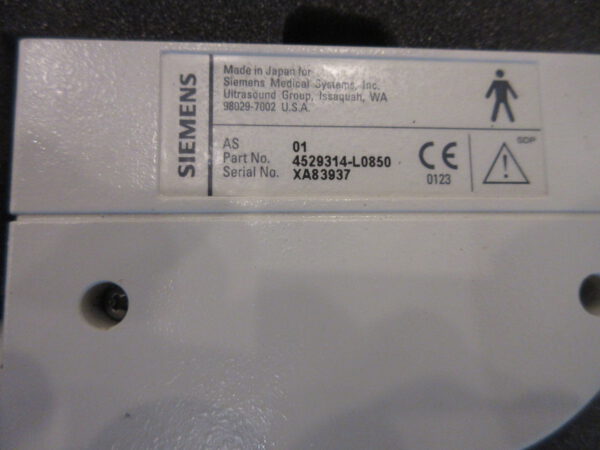 SIEMENS
Made in Japan for
Siemens Medical Systems, Inc.
Ultrasound Group, Issaquah, WA
98029-7002 U.S.A.
AS 01
Part No. 4529314-L0850
Serial No. XA83937
CE
0123
SDP
!